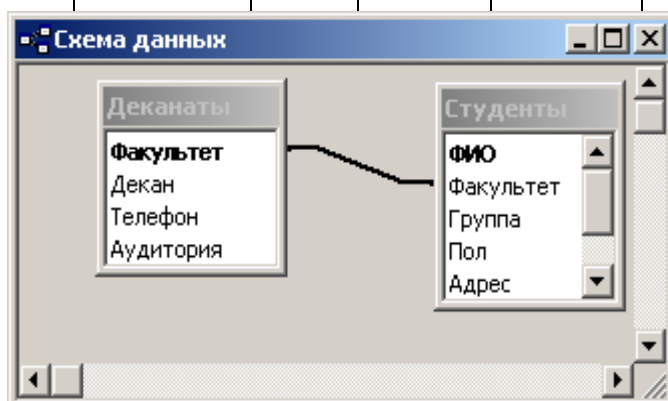 Схема данных
Деканаты
Факультет
Декан
Телефон
Аудитория
Студенты
ФИО
Факультет
Группа
Пол
Адрес